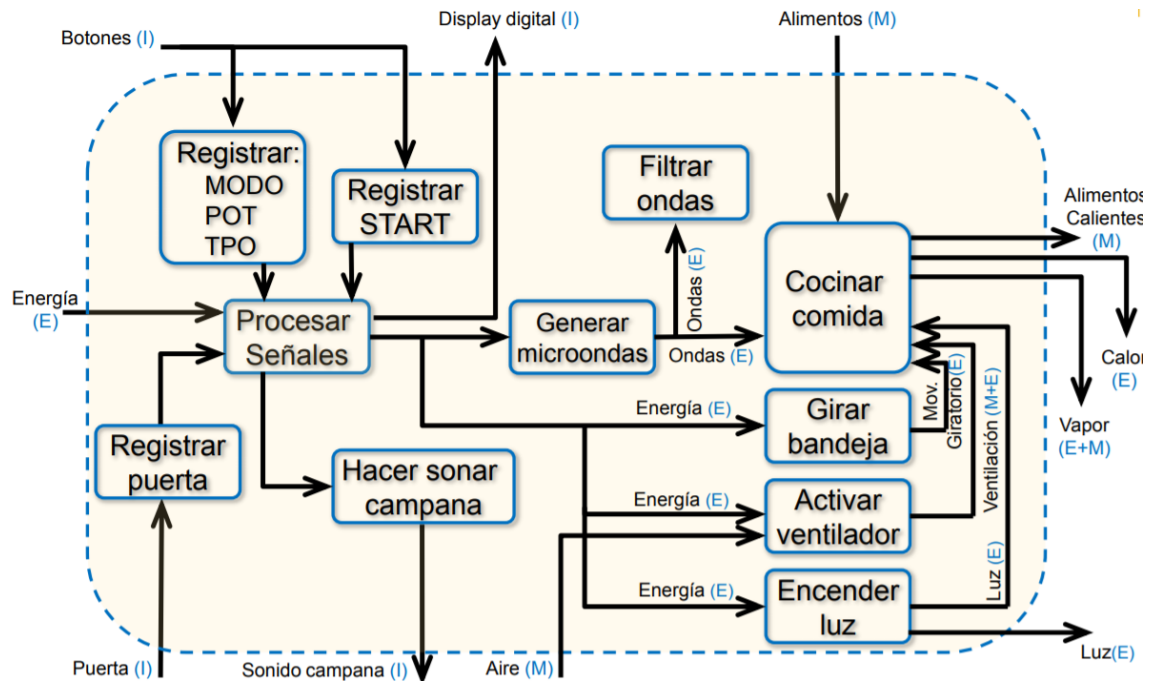 Display digital (I)
Alimentos (M)
Botones (I)
Registrar:
MODO
POT
TPO
Registrar
START
Filtrar
ondas
Alimentos
Calientes
(M)
Ondas (E)
Cocinar
comida
Energía
(E)
Procesar
Señales
Generar
microondas
Ondas (E)
Calor
(E)
Mov.
Giratorio(E)
Ventilación (M+E)
Luz (E)
Energía (E)
Girar
bandeja
Vapor
(E+M)
Registrar
puerta
Hacer sonar
campana
Energía (E)
Activar
ventilador
Energía (E)
Encender
luz
Puerta (I)
Sonido campana (I)
Aire (M)
Luz(E)